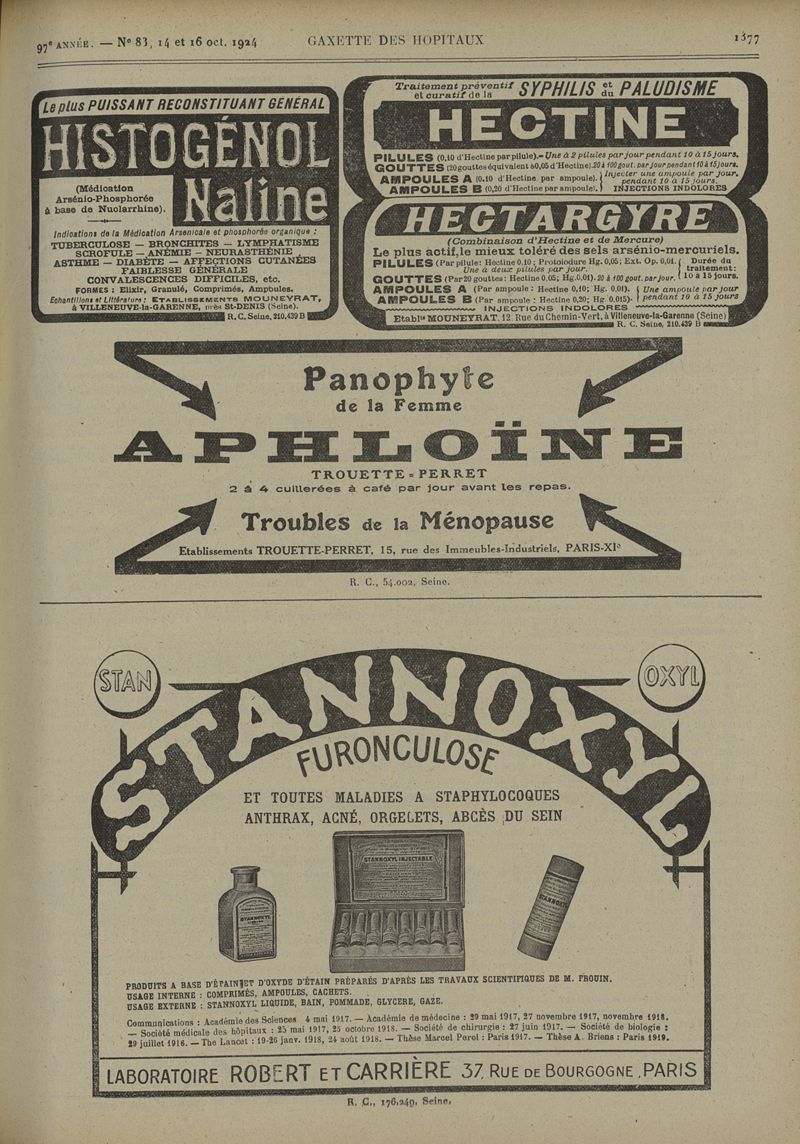 97e ANNÉE. — No 83, 14 et 16 oct. 1924 GAZETTE DES HOPITAUX 1377
Le plus PUISSANT RECONSTITUANT GÉNÉRAL
HISTOGÉNOL
Naline
(Médication
Arsénio-Phosphorée
à base de Nuclarrhine).
Indications de la Médication Arsenicale et phosphorée organique :
TUBERCULOSE — BRONCHITES — LYMPHATISME
SCROFULE — ANÉMIE — NEURASTHÉNIE
ASTHME — DIABÈTE — AFFECTIONS CUTANÉES
FAIBLESSE GÉNÉRALE
CONVALESCENCES DIFFICILES, etc.
FORMES : Elixir, Granulé, Comprimés, Ampoules.
Echantillons et Littérature : ETABLISSEMENTS MOUNEYRAT,
à VILLENEUVE-la-GARENNE, près St-DENIS (Seine).
R. C. Seine, 210.439 B
Traitement préventif et curatif de la SYPHILIS et du PALUDISME
HECTINE
PILULES (0,10 d'Hectine par pilule).- Une à 2 pilules par jour pendant 10 à 15 jours.
GOUTTES (20 gouttes équivalent à 0,05 d'Hectine) 20 à 100 gout. par jour pendant 10 à 15 jours.
AMPOULES A (0,10 d'Hectine par ampoule). Injecter une ampoule par jour.
pendant 10 à 15 jours.
AMPOULES B (0,20 d'Hectine par ampoule). INJECTIONS INDOLORES
HECTARGYRE
(Combinaison d'Hectine et de Mercure)
Le plus actif, le mieux toléré des sels arsénio-mercuriels.
PILULES (Par pilule: Hectine 0,10 ; Protoiodure Hg. 0,05 ; Ext. Op. 0,01.
Une à deux pilules par jour.
Durée du
traitement:
10 à 15 jours.
GOUTTES (Par 20 gouttes : Hectine 0,05; Hg. 0,01)- 20 à 100 gout. par jour.
AMPOULES A (Par ampoule : Hectine 0,10; Hg. 0,01).
AMPOULES B (Par ampoule : Hectine 0,20; Hg. 0,015).
Une ampoule par jour
pendant 10 à 15 jours
INJECTIONS INDOLORES
Etablts MOUNEYRAT, 12, Rue du Chemin-Vert, à Villeneuve-la-Garenne (Seine)
R. C. Seine, 210.439 B
Panophyte
de la Femme
APHLOÏNE
TROUETTE=PERRET
2 à 4 cuillerées à café par jour avant les repas.
Troubles de la Ménopause
Etablissements TROUETTE-PERRET, 15, rue des Immeubles-Industriels, PARIS-XIe
R. C., 54.002, Seine.
STAN
OXYL
STANNOXYL
FURONCULOSE
ET TOUTES MALADIES A STAPHYLOCOQUES
ANTHRAX, ACNÉ, ORGELETS, ABCÈS DU SEIN
STANNOXYL INJECTABLE
STANNOXYL
STANNOXYL
PRODUITS A BASE D'ÉTAIN ET D'OXYDE D'ÉTAIN PRÉPARÉS D'APRÈS LES TRAVAUX SCIENTIFIQUES DE M. FROUIN.
USAGE INTERNE : COMPRIMÉS, AMPOULES, CACHETS.
USAGE EXTERNE : STANNOXYL LIQUIDE, BAIN, POMMADE, GLYCERE, GAZE.
Communications : Académie des Sciences 4 mai 1917. — Académie de médecine : 29 mai 1917, 27 novembre 1917, novembre 1918.
— Société médicale des hôpitaux : 25 mai 1917, 25 octobre 1918. — Société de chirurgie : 27 juin 1917. — Société de biologie :
29 juillet 1918. — The Lancet : 19-26 janv. 1918, 24 août 1918. — Thèse Marcel Perol : Paris 1917. — Thèse A. Briens : Paris 1919.
LABORATOIRE ROBERT ET CARRIÈRE 37, RUE DE BOURGOGNE . PARIS
R. C., 176.249, Seine.